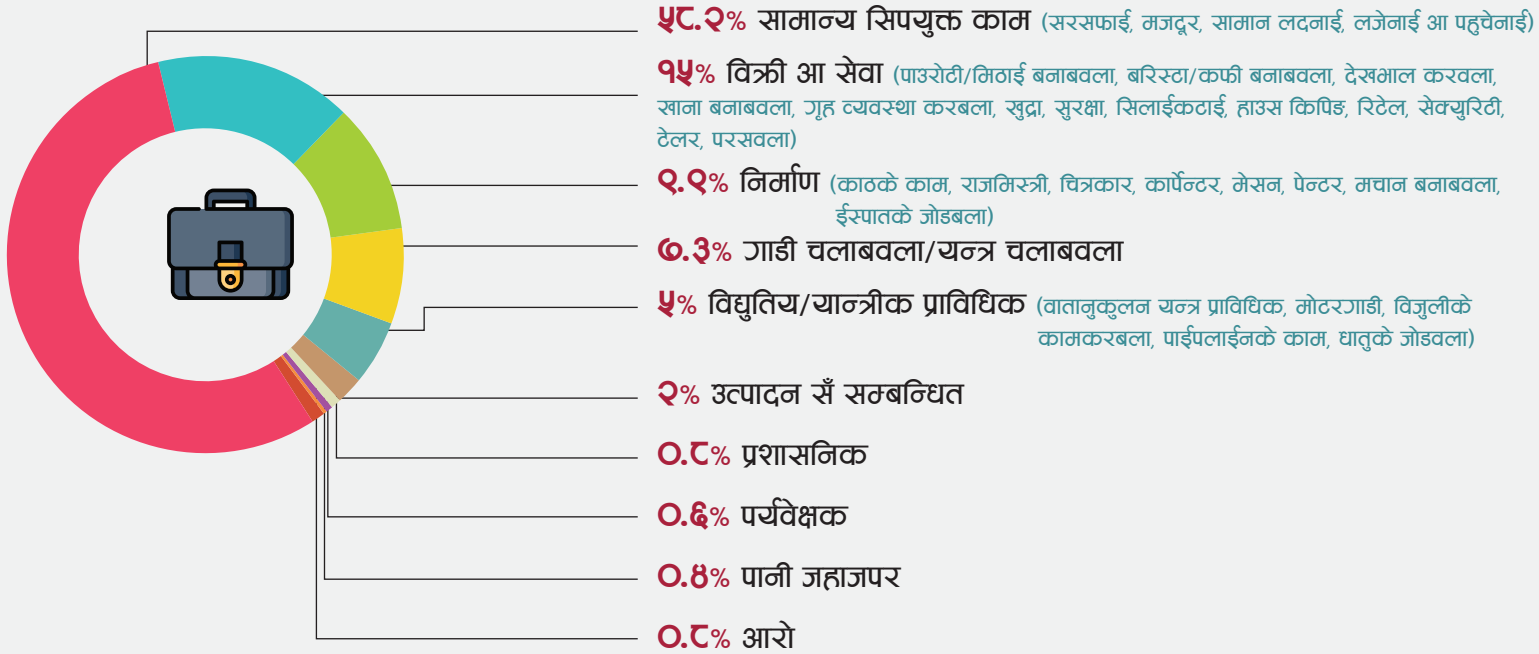 ५८.२% सामान्य सिपयुक्त काम (सरसफाई, मजदूर, सामान लदनाई, लजेनाई आ पहुचेनाई)
१५% विक्री आ सेवा (पाउरोटी/मिठाई बनाबवला, बरिस्टा/कफी बनाबवला, देखभाल करवला,
खाना बनाबवला, गृह व्यवस्था करबला, खुद्रा, सुरक्षा, सिलाईकटाई, हाउस किपिङ, रिटेल, सेक्युरिटी,
टेलर, परसवला)
९.९% निर्माण (काठके काम, राजमिस्त्री, चित्रकार, कार्पेन्टर, मेसन, पेन्टर, मचान बनाबवला,
ईस्पातके जोडबला)
७.३% गाडी चलाबवला/यन्त्र चलाबवला
५% विद्युतिय/यान्त्रीक प्राविधिक (वातानुकुलन यन्त्र प्राविधिक, मोटरगाडी, विजुलीके
कामकरबला, पाईपलाईनके काम, धातुके जोडवला)
२% उत्पादन सँ सम्बन्धित
०.८% प्रशासनिक
०.६% पर्यवेक्षक
०.४% पानी जहाजपर
०.८% आरो